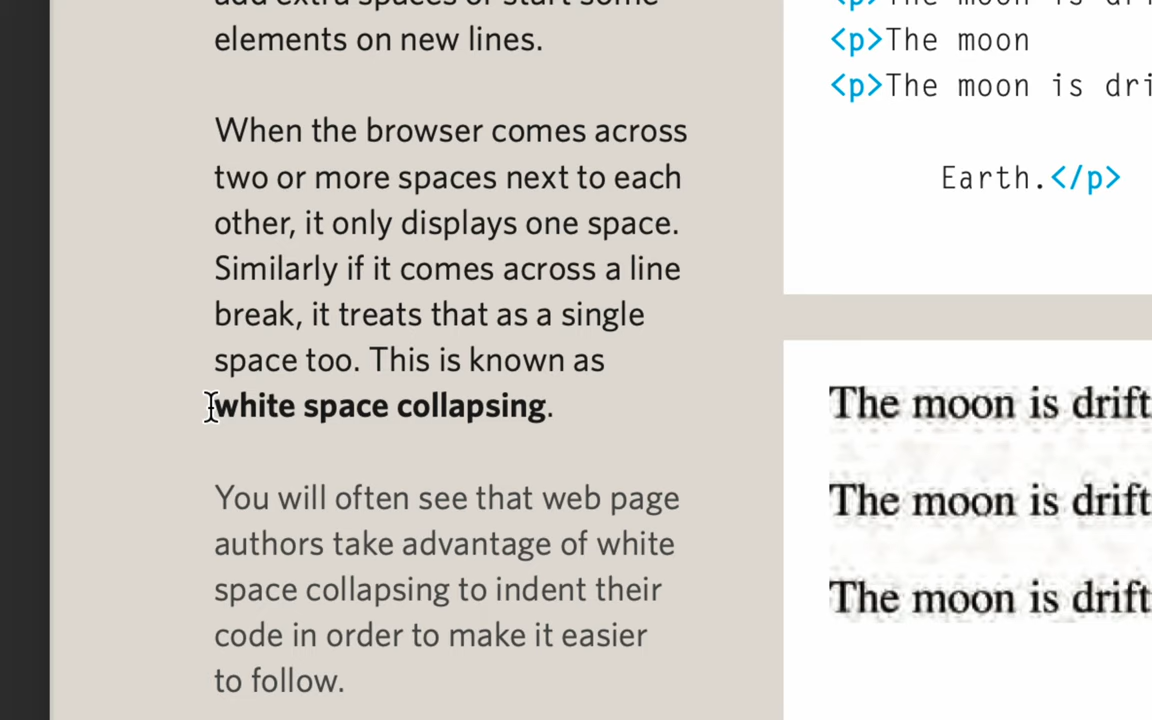 elements on new lines.
When the browser comes across
two or more spaces next to each
other, it only displays one space.
Similarly if it comes across a line
break, it treats that as a single
space too. This is known as
white space collapsing.
You will often see that web page
authors take advantage of white
space collapsing to indent their
code in order to make it easier
to follow.
<p>The moon
<p>The moon is dri
Earth.</p>
The moon is drift
The moon is drift
The moon is drift